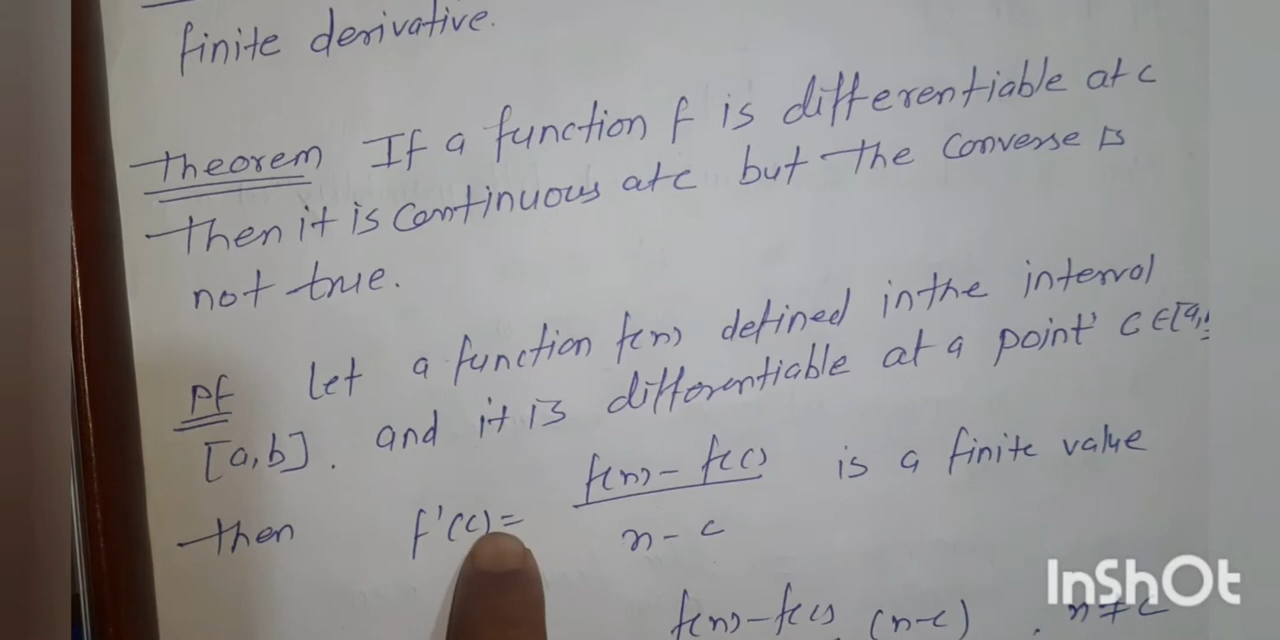 finite derivative.
Theorem If a function f is differentiable at c
Then it is continuous at c but the converse is
not true.
Pf Let a function f(x) defined in the interval
[a,b]. and it is differentiable at a point c ∈ [a,
then f'(c) = f(x) - f(c) / x - c is a finite value
f(x) - f(c) (x-c) , x ≠ c
InShOt